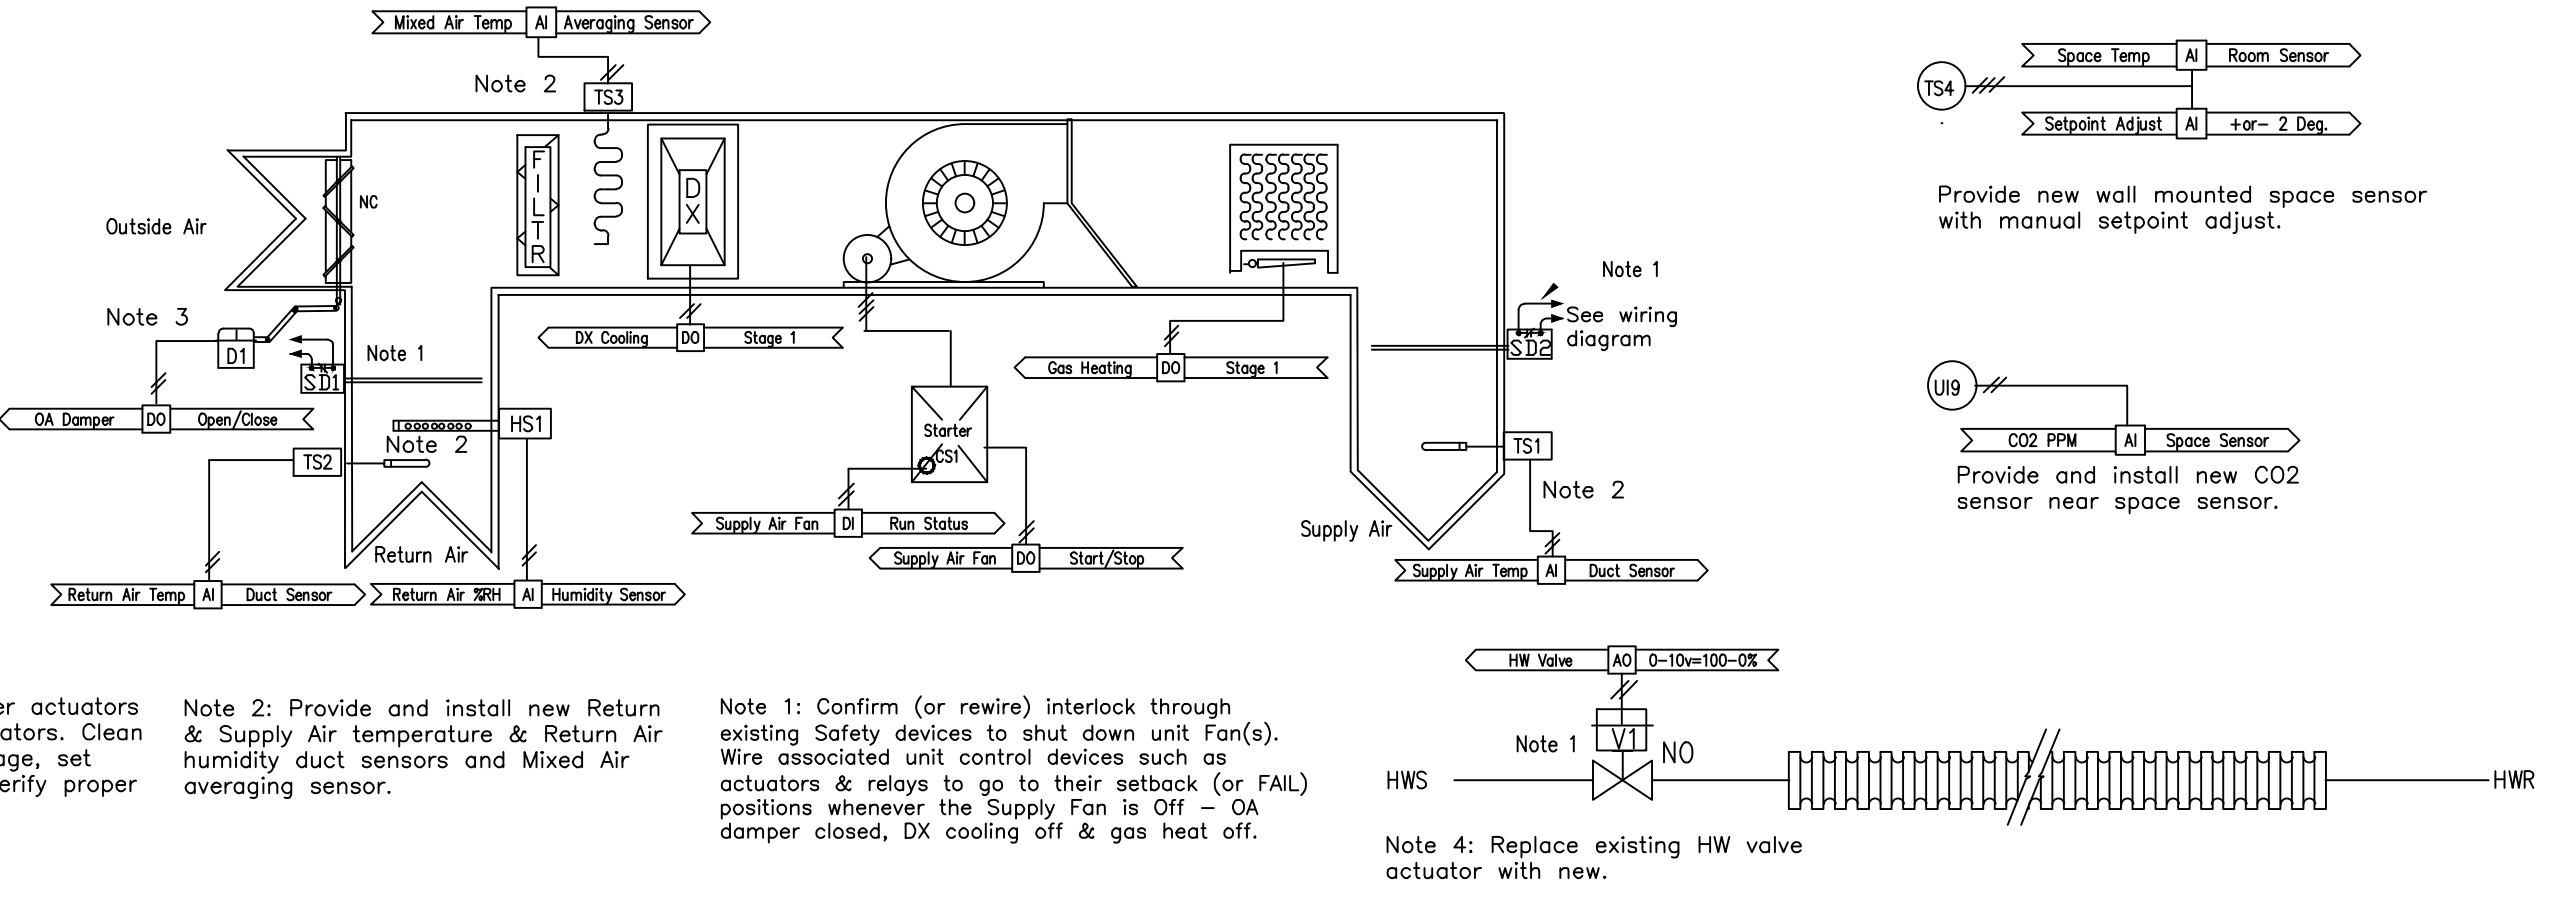 Mixed Air Temp AI Averaging Sensor
Note 2
TS3
Space Temp AI Room Sensor
TS4
Setpoint Adjust AI +or- 2 Deg.
Provide new wall mounted space sensor
with manual setpoint adjust.
Outside Air
NC
FILTR
DX
Note 3
D1
SD1
Note 1
OA Damper DO Open/Close
DX Cooling DO Stage 1
Gas Heating DO Stage 1
Note 1
See wiring
diagram
SD2
UI9
CO2 PPM AI Space Sensor
Provide and install new CO2
sensor near space sensor.
HS1
Note 2
TS2
Starter
CS1
TS1
Note 2
Supply Air Fan DI Run Status
Supply Air Fan DO Start/Stop
Supply Air
Return Air
Supply Air Temp AI Duct Sensor
Return Air Temp AI Duct Sensor
Return Air %RH AI Humidity Sensor
er actuators
ators. Clean
age, set
erify proper
Note 2: Provide and install new Return
& Supply Air temperature & Return Air
humidity duct sensors and Mixed Air
averaging sensor.
Note 1: Confirm (or rewire) interlock through
existing Safety devices to shut down unit Fan(s).
Wire associated unit control devices such as
actuators & relays to go to their setback (or FAIL)
positions whenever the Supply Fan is Off - OA
damper closed, DX cooling off & gas heat off.
HW Valve AO 0-10v=100-0%
Note 1
V1
NO
HWS
HWR
Note 4: Replace existing HW valve
actuator with new.